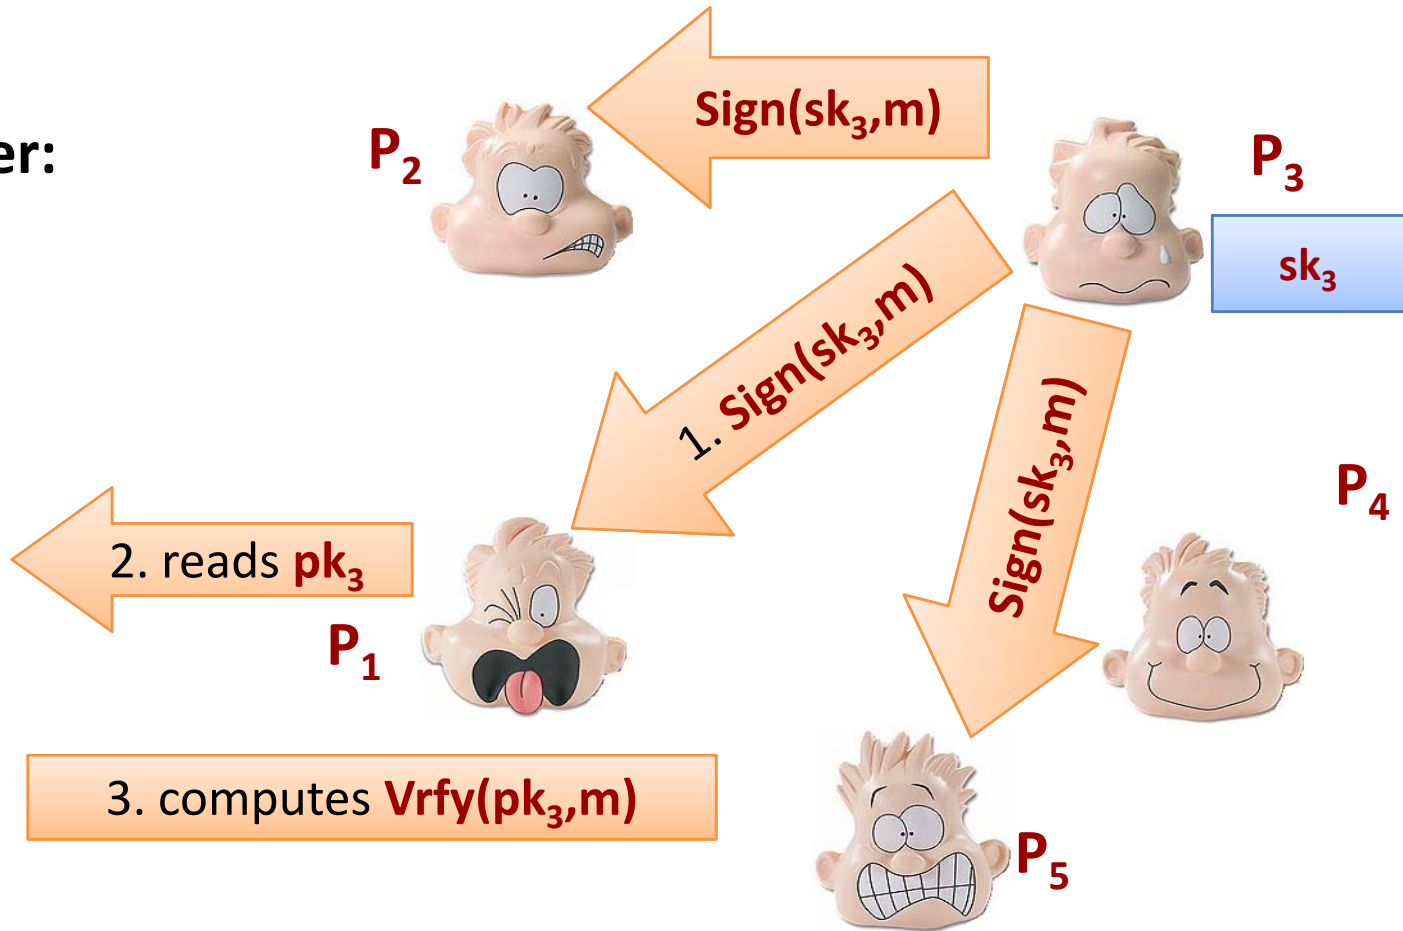 er:
P₂
Sign(sk₃,m)
P₃
sk₃
1. Sign(sk₃,m)
Sign(sk₃,m)
P₄
2. reads pk₃
P₁
3. computes Vrfy(pk₃,m)
P₅